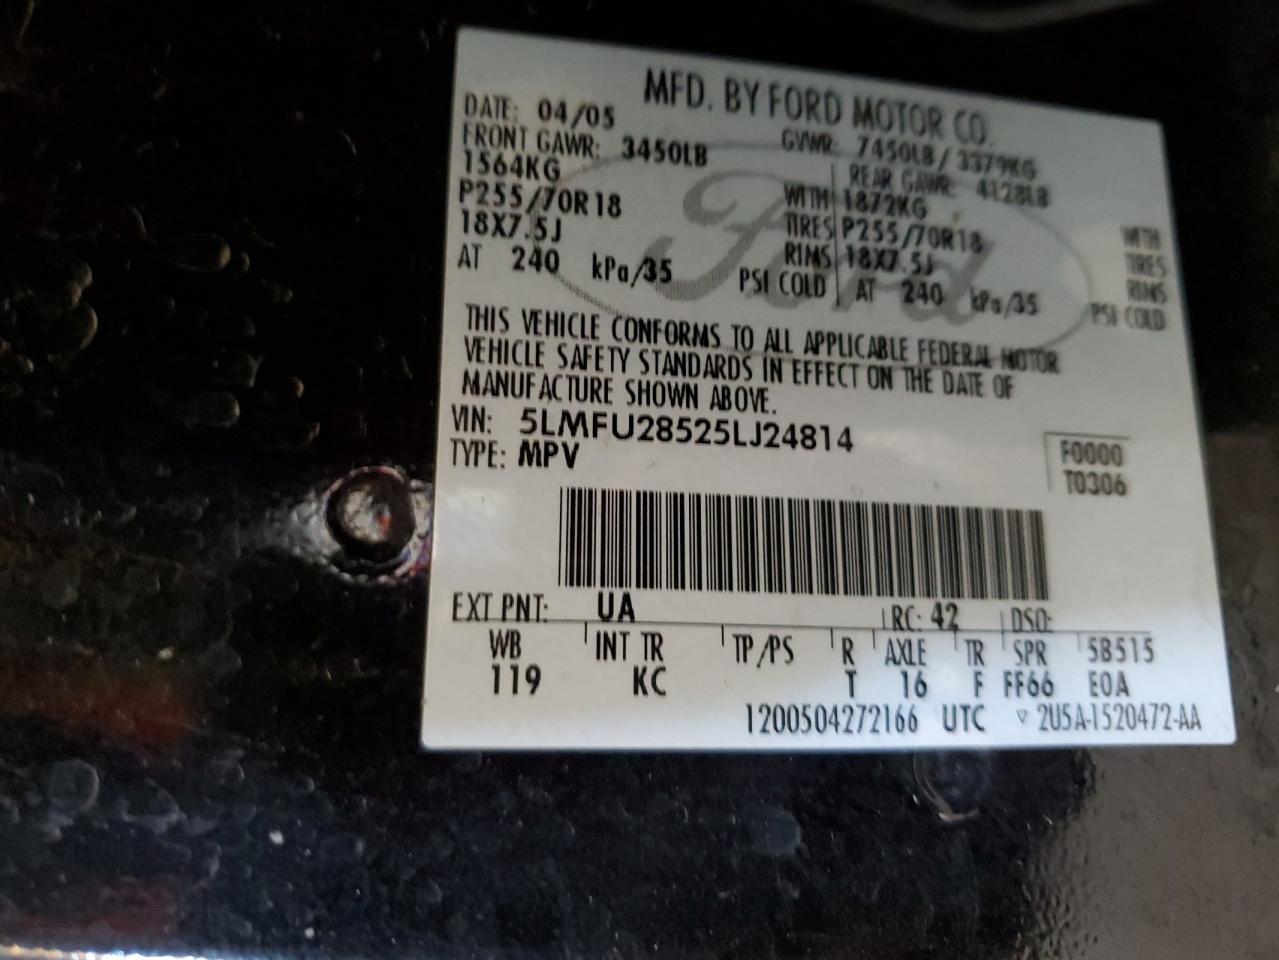 MFD. BY FORD MOTOR CO.
DATE: 04/05 GVWR: 7450LB / 3379KG
FRONT GAWR: 3450LB REAR GAWR: 4128LB
1564KG WITH 1872KG WITH
P255/70R18 TIRES P255/70R18 TIRES
18X7.5J RIMS 18X7.5J RIMS
AT 240 kPa/35 PSI COLD AT 240 kPa/35 PSI COLD
Ford
THIS VEHICLE CONFORMS TO ALL APPLICABLE FEDERAL MOTOR
VEHICLE SAFETY STANDARDS IN EFFECT ON THE DATE OF
MANUFACTURE SHOWN ABOVE.
VIN: 5LMFU28525LJ24814
TYPE: MPV
F0000
T0306
EXT PNT: UA RC: 42 DSO:
WB INT TR TP/PS R AXLE TR SPR 5B515
119 KC T 16 F FF66 E0A
1200504272166 UTC ▽ 2U5A-1520472-AA